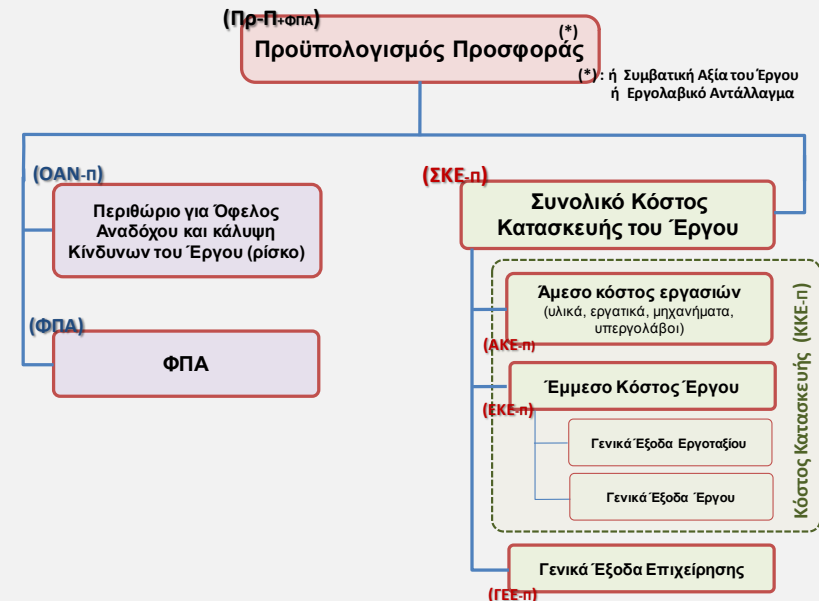 (Πρ-Π+ΦΠΑ)
(*)
Προϋπολογισμός Προσφοράς
(*) : ή Συμβατική Αξία του Έργου
ή Εργολαβικό Αντάλλαγμα
(ΟΑΝ-π)
Περιθώριο για Όφελος
Αναδόχου και κάλυψη
Κίνδυνων του Έργου (ρίσκο)
(ΦΠΑ)
ΦΠΑ
(ΣΚΕ-π)
Συνολικό Κόστος
Κατασκευής του Έργου
Άμεσο κόστος εργασιών
(υλικά, εργατικά, μηχανήματα,
υπεργολάβοι)
(ΑΚΕ-π)
Έμμεσο Κόστος Έργου
(ΕΚΕ-π)
Γενικά Έξοδα Εργοταξίου
Γενικά Έξοδα Έργου
Κόστος Κατασκευής (ΚΚΕ-π)
Γενικά Έξοδα Επιχείρησης
(ΓΕΕ-π)